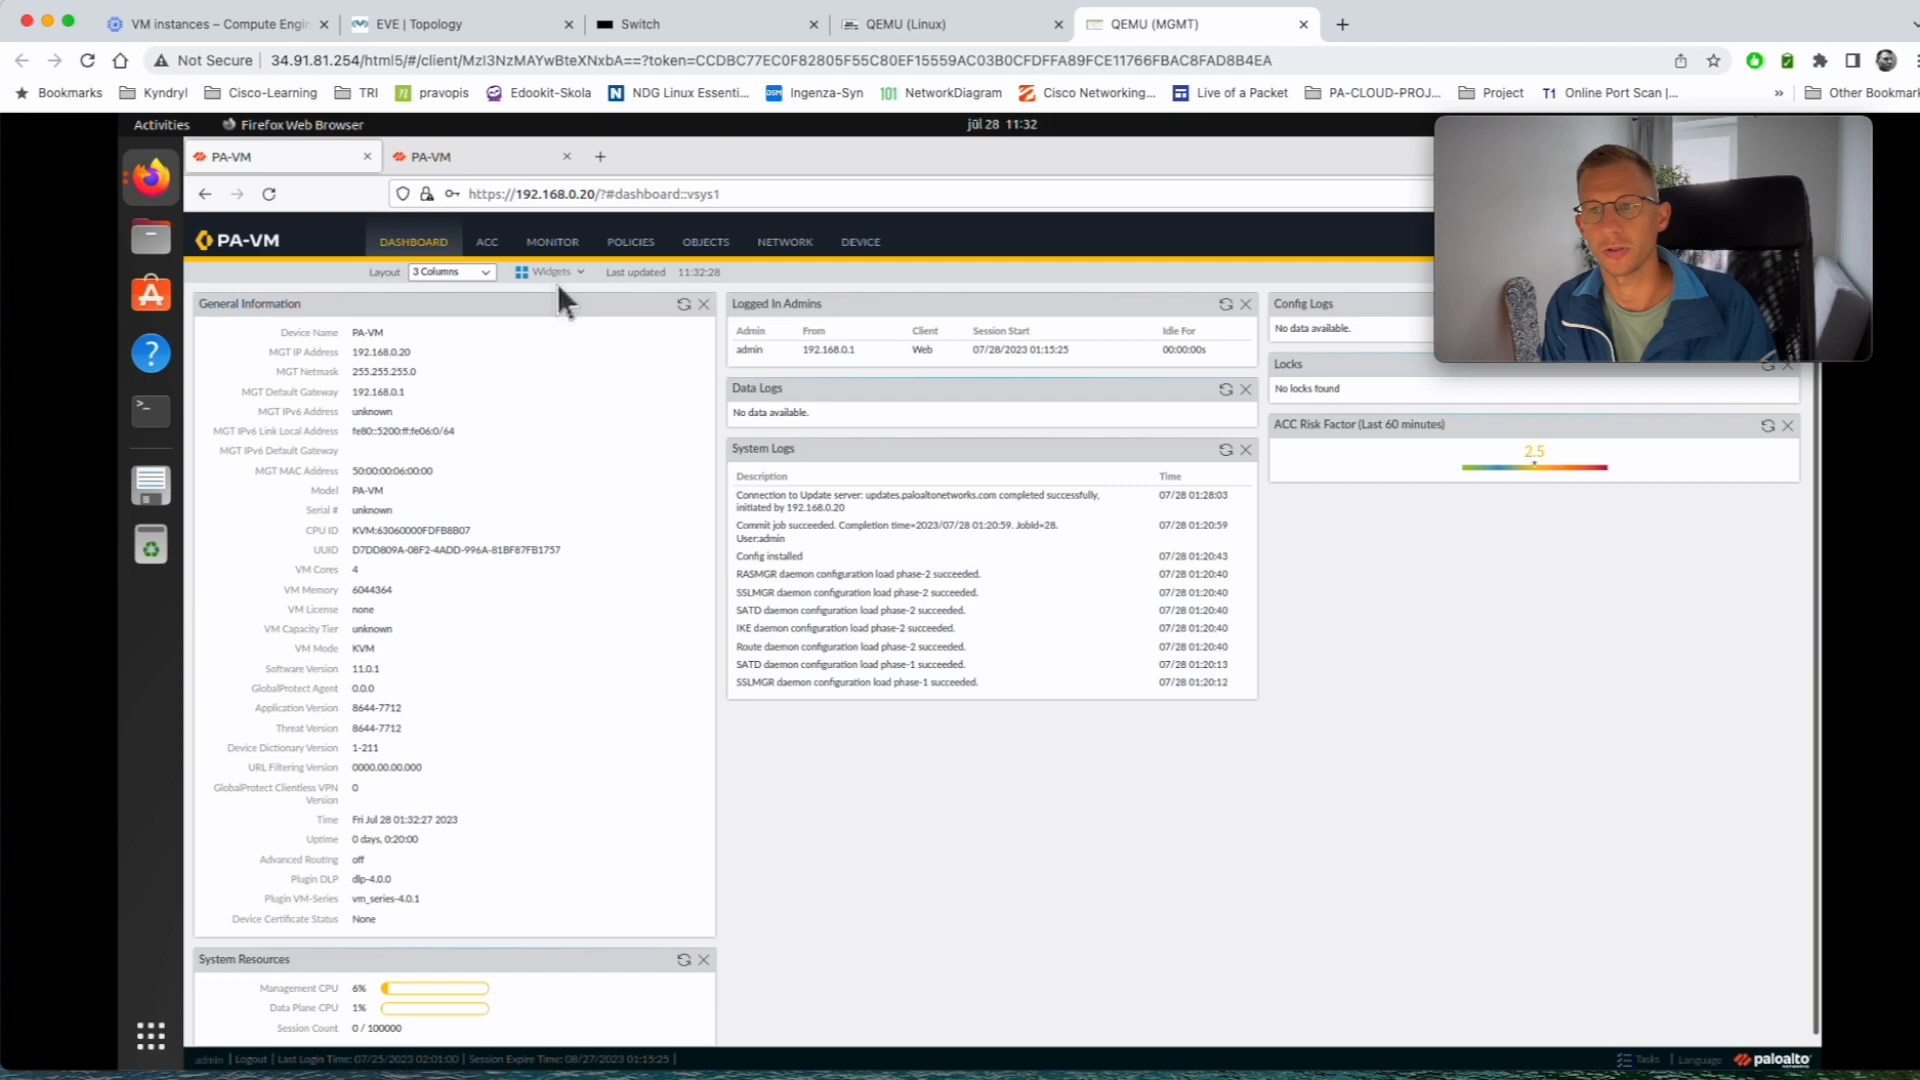 VM instances – Compute Engin
EVE | Topology
Switch
QEMU (Linux)
QEMU (MGMT)
Not Secure
34.91.81.254/html5/#/client/MzI3NzMAYwBteXNxbA==?token=CCDBC77EC0F82805F55C80EF15559AC03B0CFDFFA89FCE11766FBAC8FAD8B4EA
Bookmarks
Kyndryl
Cisco-Learning
TRI
pravopis
Edookit-Skola
NDG Linux Essenti...
Ingenza-Syn
NetworkDiagram
Cisco Networking...
Live of a Packet
PA-CLOUD-PROJ...
Project
Online Port Scan |...
Other Bookmark
Activities
Firefox Web Browser
jūl 28 11:32
PA-VM
PA-VM
https://192.168.0.20/?#dashboard::vsys1
PA-VM
DASHBOARD
ACC
MONITOR
POLICIES
OBJECTS
NETWORK
DEVICE
Layout
3 Columns
Widgets
Last updated 11:32:28
General Information
Device Name PA-VM
MGT IP Address 192.168.0.20
MGT Netmask 255.255.255.0
MGT Default Gateway 192.168.0.1
MGT IPv6 Address unknown
MGT IPv6 Link Local Address fe80::5200:ff:fe06:0/64
MGT IPv6 Default Gateway
MGT MAC Address 50:00:00:06:00:00
Model PA-VM
Serial # unknown
CPU ID KVM:63060000FDFB8B07
UUID D7DD809A-08F2-4ADD-996A-81BF87FB1757
VM Cores 4
VM Memory 6044364
VM License none
VM Capacity Tier unknown
VM Mode KVM
Software Version 11.0.1
GlobalProtect Agent 0.0.0
Application Version 8644-7712
Threat Version 8644-7712
Device Dictionary Version 1-211
URL Filtering Version 0000.00.00.000
GlobalProtect Clientless VPN 0
Version
Time Fri Jul 28 01:32:27 2023
Uptime 0 days, 0:20:00
Advanced Routing off
Plugin DLP dlp-4.0.0
Plugin VM-Series vm_series-4.0.1
Device Certificate Status None
System Resources
Management CPU 6%
Data Plane CPU 1%
Session Count 0 / 100000
Logged In Admins
Admin From Client Session Start Idle For
admin 192.168.0.1 Web 07/28/2023 01:15:25 00:00:00s
Data Logs
No data available.
System Logs
Description Time
Connection to Update server: updates.paloaltonetworks.com completed successfully, 07/28 01:28:03
initiated by 192.168.0.20
Commit job succeeded. Completion time=2023/07/28 01:20:59. JobId=28. 07/28 01:20:59
User:admin
Config installed 07/28 01:20:43
RASMGR daemon configuration load phase-2 succeeded. 07/28 01:20:40
SSLMGR daemon configuration load phase-2 succeeded. 07/28 01:20:40
SATD daemon configuration load phase-2 succeeded. 07/28 01:20:40
IKE daemon configuration load phase-2 succeeded. 07/28 01:20:40
Route daemon configuration load phase-2 succeeded. 07/28 01:20:40
SATD daemon configuration load phase-1 succeeded. 07/28 01:20:13
SSLMGR daemon configuration load phase-1 succeeded. 07/28 01:20:12
Config Logs
No data available.
Locks
No locks found
ACC Risk Factor (Last 60 minutes)
2.5
admin | Logout | Last Login Time: 07/25/2023 02:01:00 | Session Expire Time: 08/27/2023 01:15:25 |
Tasks | Language
paloalto
NETWORKS